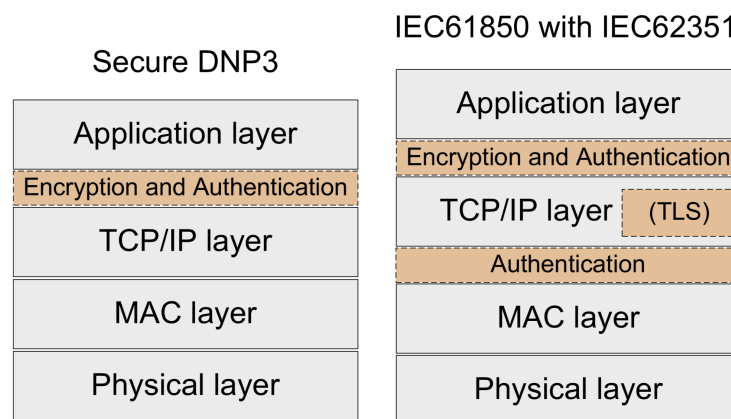 Secure DNP3
Application layer
Encryption and Authentication
TCP/IP layer
MAC layer
Physical layer
IEC61850 with IEC62351
Application layer
Encryption and Authentication
TCP/IP layer (TLS)
Authentication
MAC layer
Physical layer